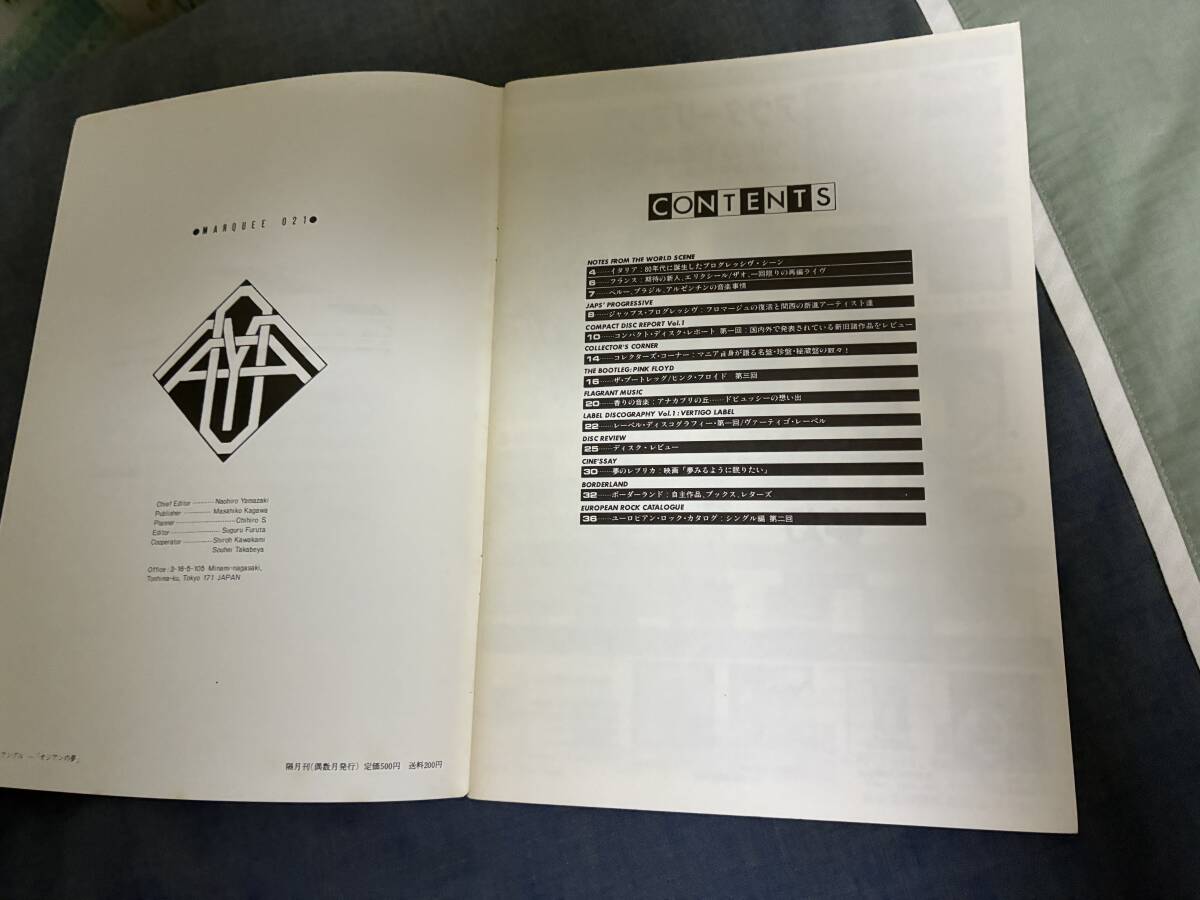 ●MARQUEE 021●
Chief Editor ---------- Naohiro Yamazaki
Publisher ---------- Masahiko Kagawa
Planner ---------- Chihiro S.
Editor ---------- Suguru Furuta
Cooperator ---------- Shiroh Kawakami
Souhei Takabeya
Office : 3-16-5-105 Minami-nagasaki,
Toshima-ku, Tokyo 171 JAPAN
「オシアンの夢」
隔月刊(偶数月発行) 定価500円 送料200円
CONTENTS
NOTES FROM THE WORLD SCENE
4……イタリア:80年代に誕生したプログレッシヴ・シーン
6……フランス:期待の新人、エリクシール/ザオ、一回限りの再編ライヴ
7……ペルー、ブラジル、アルゼンチンの音楽事情
JAPS' PROGRESSIVE
8……ジャップス・プログレッシヴ:フロマージュの復活と関西の新進アーティスト達
COMPACT DISC REPORT Vol.1
10……コンパクト・ディスク・レポート 第一回:国内外で発表されている新旧諸作品をレビュー
COLLECTOR'S CORNER
14……コレクターズ・コーナー:マニア自身が語る名盤・珍盤・秘蔵盤の数々!
THE BOOTLEG: PINK FLOYD
16……ザ・ブートレッグ/ピンク・フロイド 第三回
FLAGRANT MUSIC
20……香りの音楽:アナカプリの丘……ドビュッシーの想い出
LABEL DISCOGRAPHY Vol.1 : VERTIGO LABEL
22……レーベル・ディスコグラフィー・第一回/ヴァーティゴ・レーベル
DISC REVIEW
25……ディスク・レビュー
CINE'SSAY
30……夢のレプリカ:映画「夢みるように眠りたい」
BORDERLAND
32……ボーダーランド:自主作品、ブックス、レターズ
EUROPEAN ROCK CATALOGUE
36……ユーロピアン・ロック・カタログ:シングル編 第二回